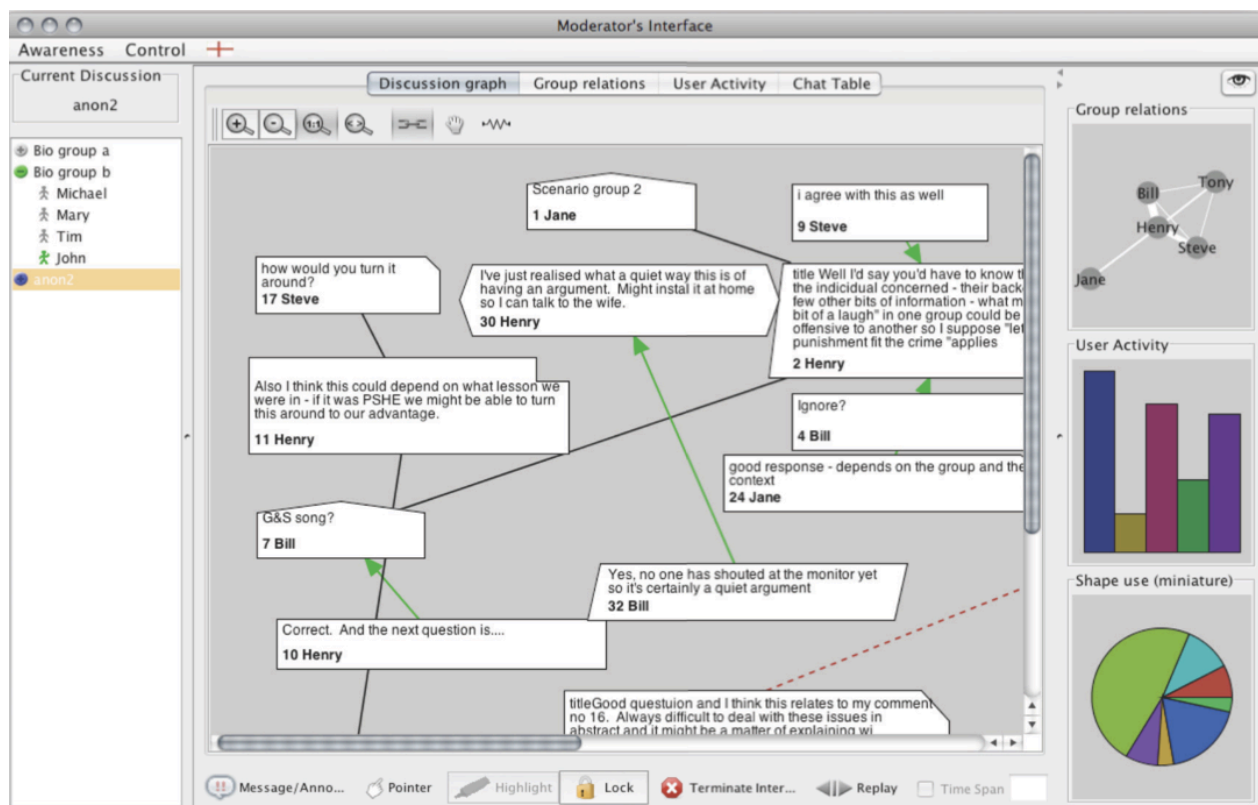 Moderator's Interface
Awareness Control
Current Discussion
anon2
Bio group a
Bio group b
Michael
Mary
Tim
John
anon2
Discussion graph Group relations User Activity Chat Table
1:1
Scenario group 2
1 Jane
i agree with this as well
9 Steve
how would you turn it
around?
17 Steve
I've just realised what a quiet way this is of
having an argument. Might instal it at home
so I can talk to the wife.
30 Henry
title Well I'd say you'd have to know
the indicidual concerned - their
few other bits of information - what
bit of a laugh" in one group could be
offensive to another so I suppose
punishment fit the crime "applies
2 Henry
Also I think this could depend on what lesson we
were in - if it was PSHE we might be able to turn
this around to our advantage.
11 Henry
Ignore?
4 Bill
good response - depends on the group and the
context
24 Jane
G&S song?
7 Bill
Yes, no one has shouted at the monitor yet
so it's certainly a quiet argument
32 Bill
Correct. And the next question is....
10 Henry
titleGood questuion and I think this relates to my comment
no 16. Always difficult to deal with these issues in
abstract and it might be a matter of explaining wi
Group relations
Bill
Tony
Henry
Steve
Jane
User Activity
Shape use (miniature)
!! Message/Anno... Pointer Highlight Lock Terminate Inter... Replay Time Span